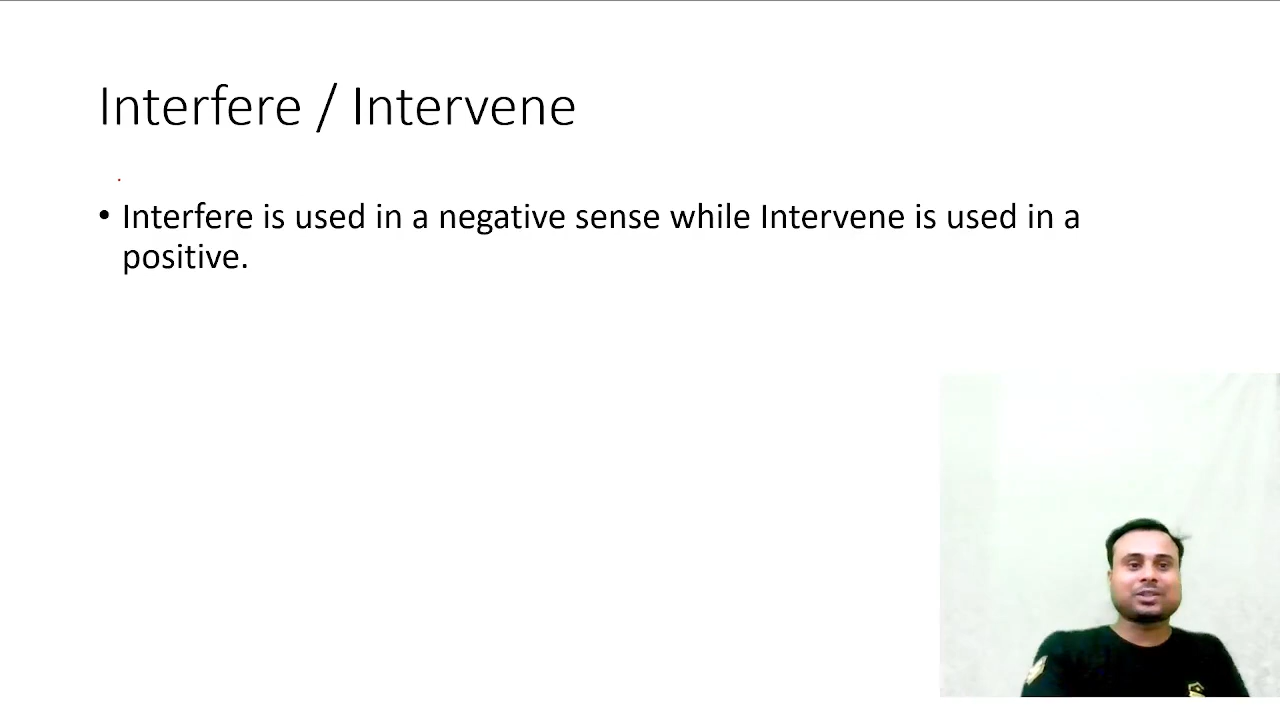 Interfere / Intervene
• Interfere is used in a negative sense while Intervene is used in a
positive.